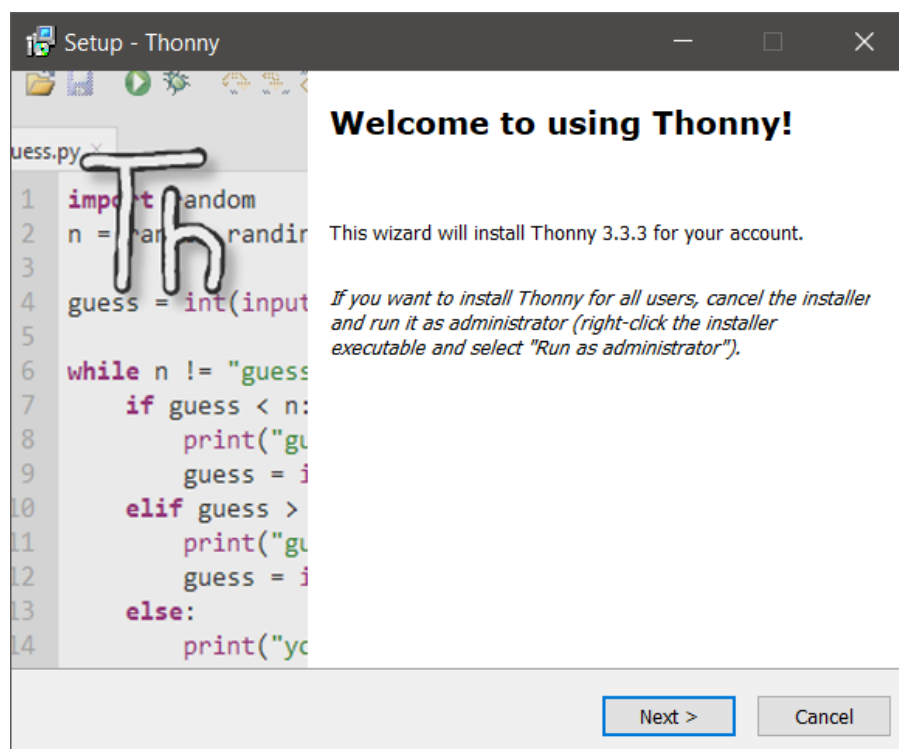 Setup - Thonny
Welcome to using Thonny!
This wizard will install Thonny 3.3.3 for your account.
If you want to install Thonny for all users, cancel the installer
and run it as administrator (right-click the installer
executable and select "Run as administrator").
uess.py ×
Th
1 import random
2 n = randir
3
4 guess = int(input
5
6 while n != "guess
7 if guess < n:
8 print("gu
9 guess = i
10 elif guess >
11 print("gu
12 guess = i
13 else:
14 print("yo
Next >
Cancel